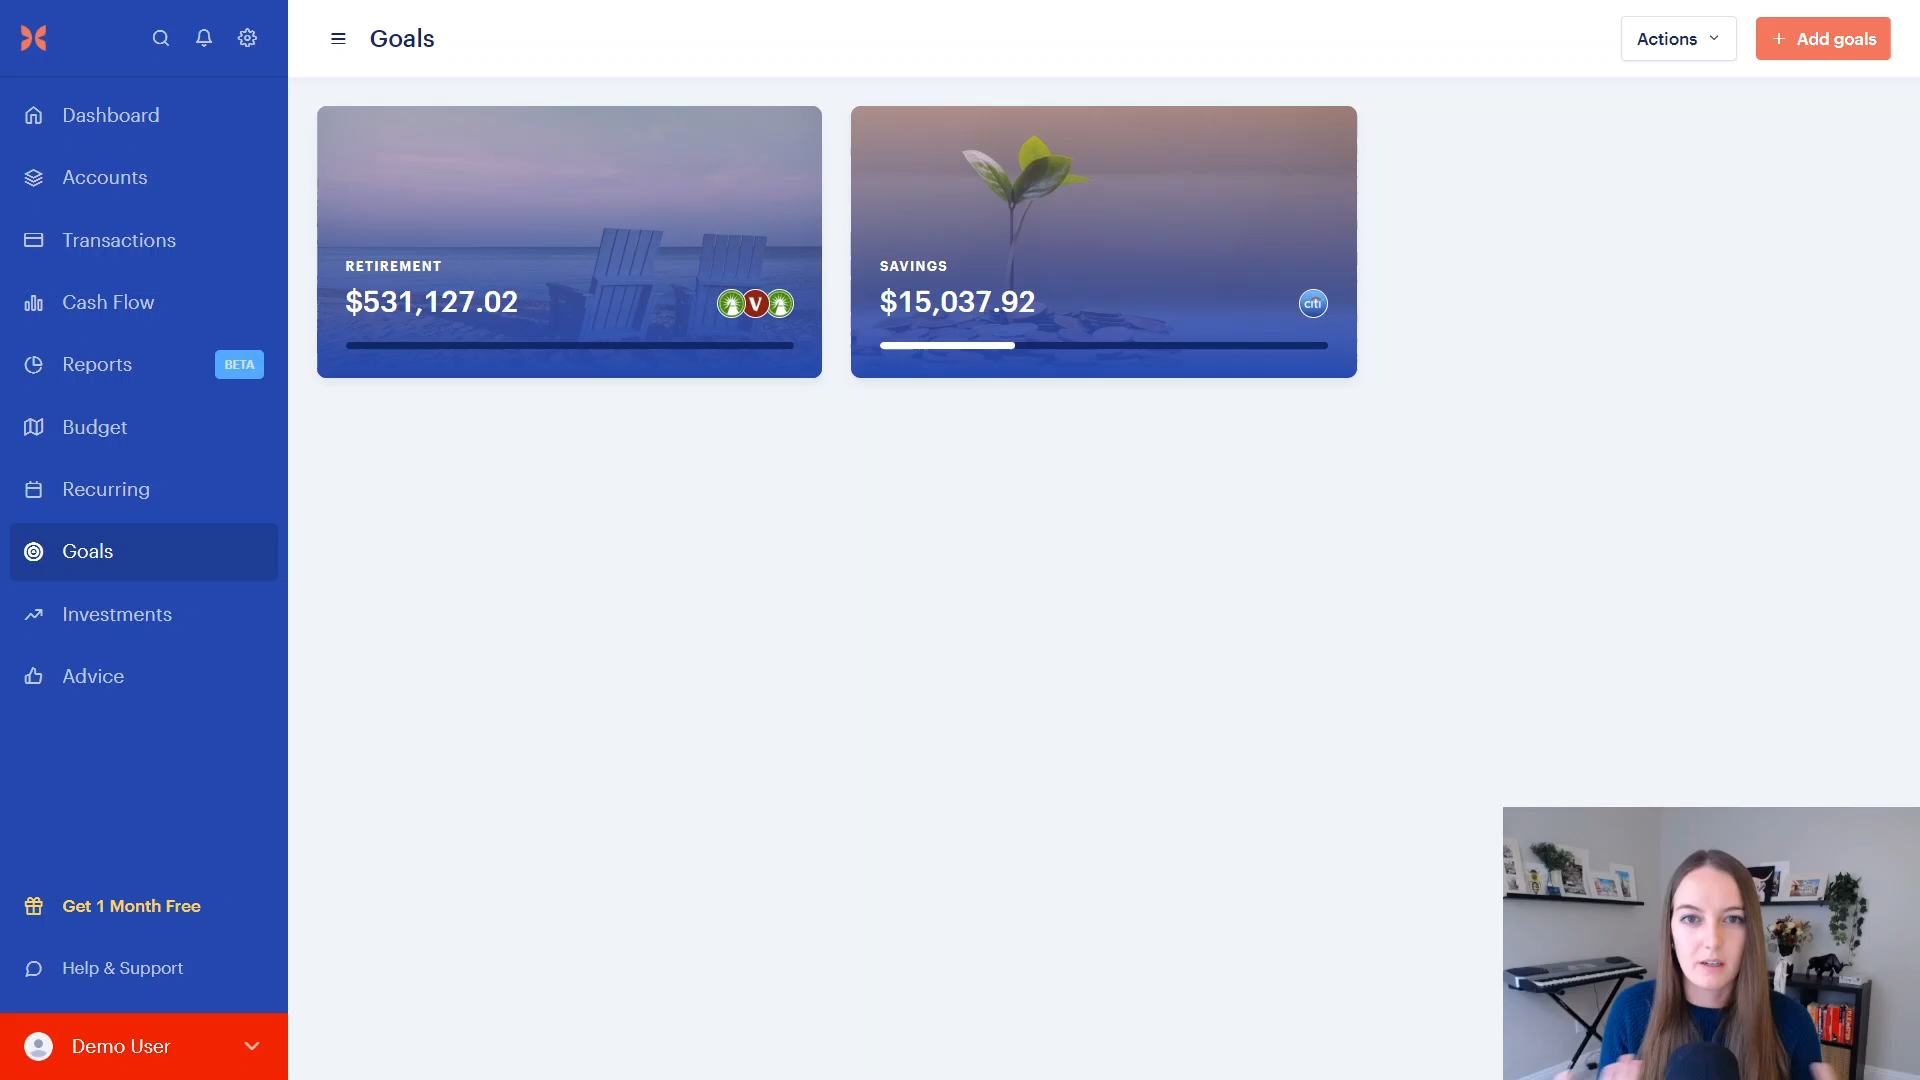 Goals
Actions
+ Add goals
Dashboard
Accounts
Transactions
Cash Flow
Reports
BETA
Budget
Recurring
Goals
Investments
Advice
Get 1 Month Free
Help & Support
Demo User
RETIREMENT
$531,127.02
V
SAVINGS
$15,037.92
citi